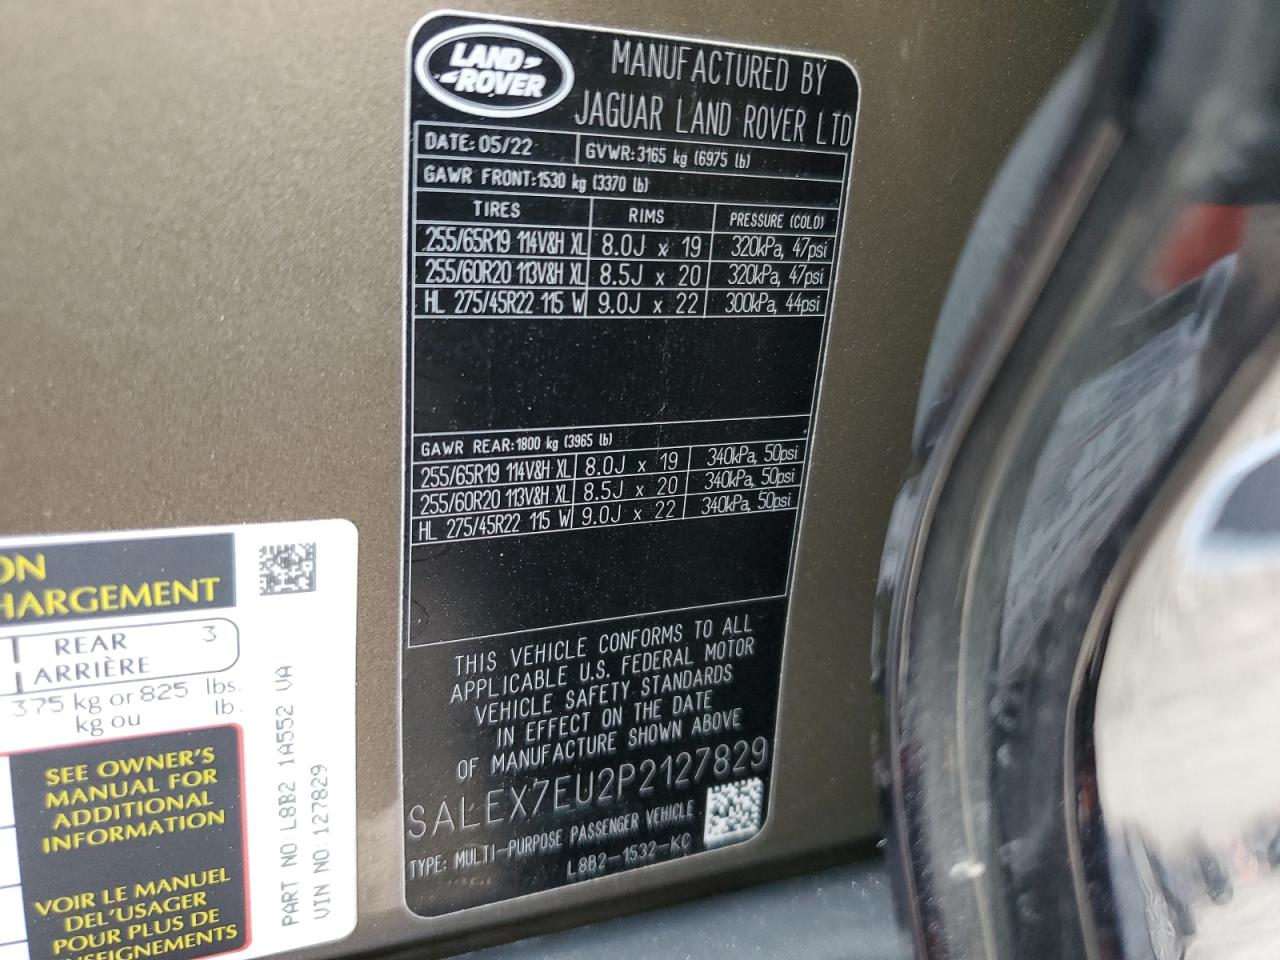 LAND
ROVER
MANUFACTURED BY
JAGUAR LAND ROVER LTD
DATE: 05/22 GVWR: 3165 kg (6975 lb)
GAWR FRONT: 1530 kg (3370 lb)
TIRES RIMS PRESSURE (COLD)
255/65R19 114V&H XL 8.0J x 19 320kPa, 47psi
255/60R20 113V&H XL 8.5J x 20 320kPa, 47psi
HL 275/45R22 115 W 9.0J x 22 300kPa, 44psi
GAWR REAR: 1800 kg (3965 lb)
255/65R19 114V&H XL 8.0J x 19 340kPa, 50psi
255/60R20 113V&H XL 8.5J x 20 340kPa, 50psi
HL 275/45R22 115 W 9.0J x 22 340kPa, 50psi
THIS VEHICLE CONFORMS TO ALL
APPLICABLE U.S. FEDERAL MOTOR
VEHICLE SAFETY STANDARDS
IN EFFECT ON THE DATE
OF MANUFACTURE SHOWN ABOVE
SALEX7EU2P2127829
TYPE: MULTI-PURPOSE PASSENGER VEHICLE
L8B2-1532-KC
ON
HARGEMENT
REAR 3
ARRIÈRE
375 kg or 825 lbs.
kg ou lb.
SEE OWNER'S
MANUAL FOR
ADDITIONAL
INFORMATION
VOIR LE MANUEL
DEL'USAGER
POUR PLUS DE
NSEIGNEMENTS
PART NO L8B2 1A552 VA
VIN NO: 127829